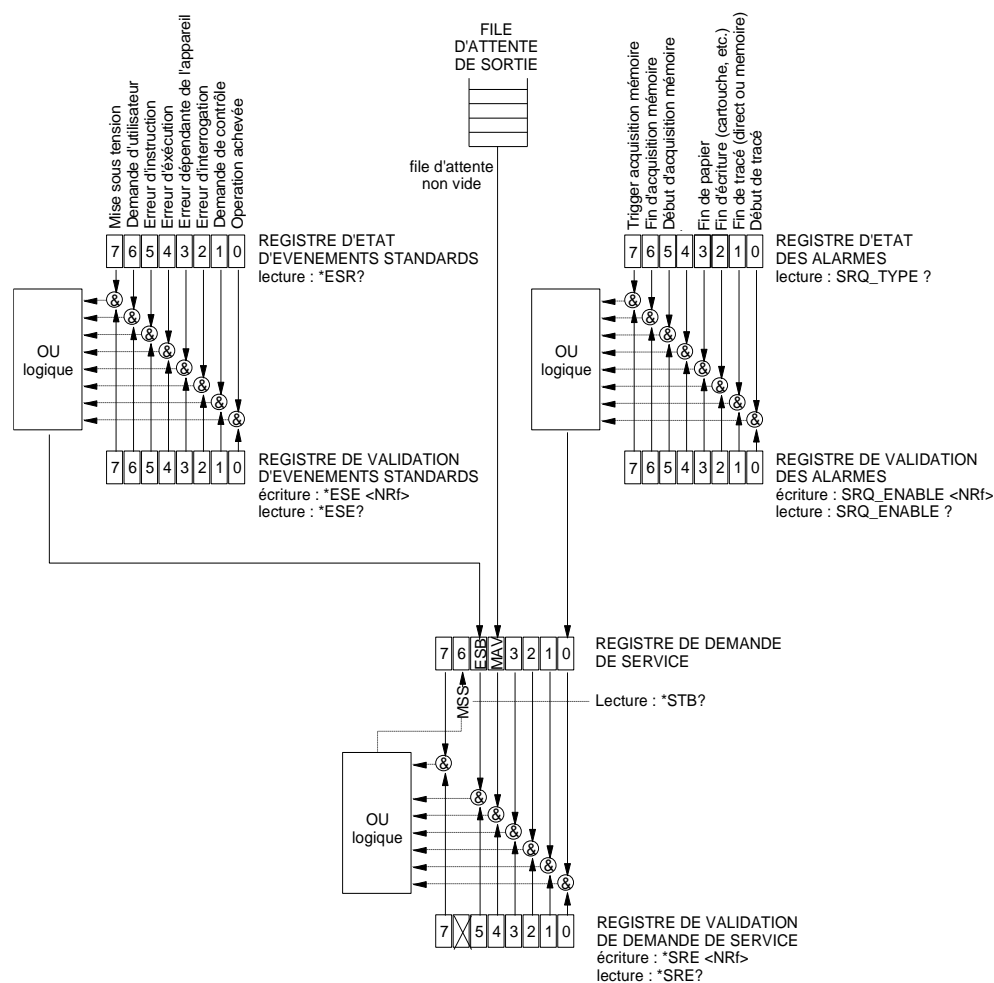 FILE
D'ATTENTE
DE SORTIE
file d'attente
non vide
Mise sous tension
Demande d'utilisateur
Erreur d'instruction
Erreur d'éxécution
Erreur dépendante de l'appareil
Erreur d'interrogation
Demande de contrôle
Operation achevée
7 6 5 4 3 2 1 0
REGISTRE D'ETAT
D'EVENEMENTS STANDARDS
lecture : *ESR?
& & & & & & & &
OU
logique
7 6 5 4 3 2 1 0
REGISTRE DE VALIDATION
D'EVENEMENTS STANDARDS
écriture : *ESE <NRf>
lecture : *ESE?
Trigger acquisition mémoire
Fin d'acquisition mémoire
Début d'acquisition mémoire
Fin de papier
Fin d'écriture (cartouche, etc.)
Fin de tracé (direct ou memoire)
Début de tracé
7 6 5 4 3 2 1 0
REGISTRE D'ETAT
DES ALARMES
lecture : SRQ_TYPE ?
& & & & & & & &
OU
logique
7 6 5 4 3 2 1 0
REGISTRE DE VALIDATION
DES ALARMES
écriture : SRQ_ENABLE <NRf>
lecture : SRQ_ENABLE ?
7 6 ESB MAV 3 2 1 0
REGISTRE DE DEMANDE
DE SERVICE
MSS
Lecture : *STB?
& & & & & & &
OU
logique
7 5 4 3 2 1 0
REGISTRE DE VALIDATION
DE DEMANDE DE SERVICE
écriture : *SRE <NRf>
lecture : *SRE?